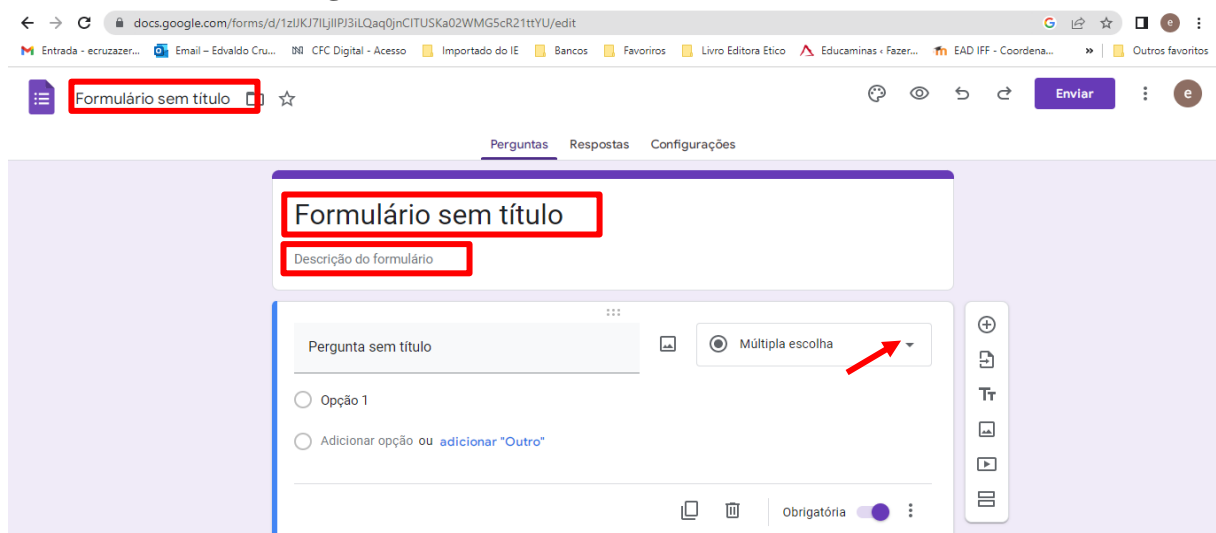 docs.google.com/forms/d/1zIJKJ7ILjlIPJ3iLQaq0jnCITUSKa02WMG5cR21ttYU/edit
Entrada - ecruzazer... Email – Edvaldo Cru... CFC Digital - Acesso Importado do IE Bancos Favoriros Livro Editora Etico Educaminas ‹ Fazer... EAD IFF - Coordena... » Outros favoritos
Formulário sem título Enviar e
Perguntas Respostas Configurações
Formulário sem título
Descrição do formulário
Pergunta sem título Múltipla escolha
Opção 1
Adicionar opção ou adicionar "Outro"
Obrigatória